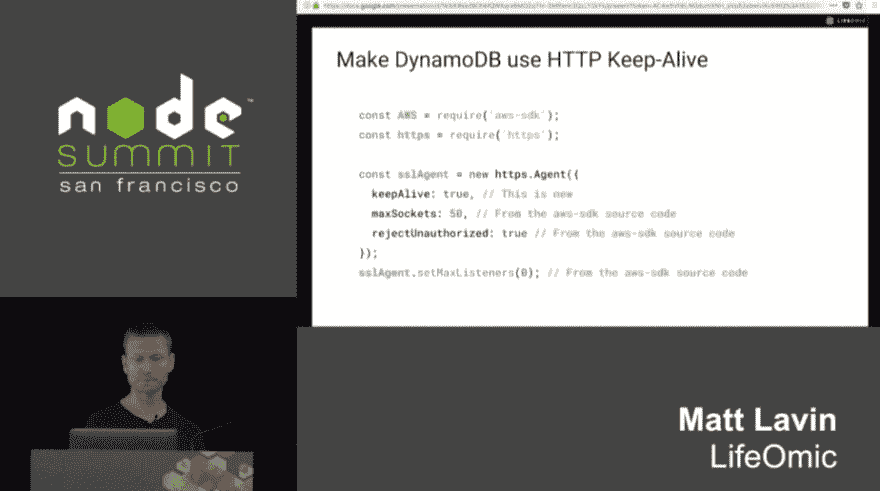 node
SUMMIT
san francisco
Make DynamoDB use HTTP Keep-Alive
const AWS = require('aws-sdk');
const https = require('https');
const sslAgent = new https.Agent({
keepAlive: true, // This is new
maxSockets: 50, // From the aws-sdk source code
rejectUnauthorized: true // From the aws-sdk source code
});
sslAgent.setMaxListeners(0); // From the aws-sdk source code
Matt Lavin
LifeOmic